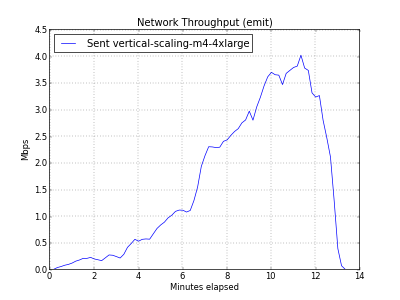 Network Throughput (emit)
Sent vertical-scaling-m4-4xlarge
4.5
4.0
3.5
3.0
2.5
2.0
1.5
1.0
0.5
0.0
Mbps
0 2 4 6 8 10 12 14
Minutes elapsed